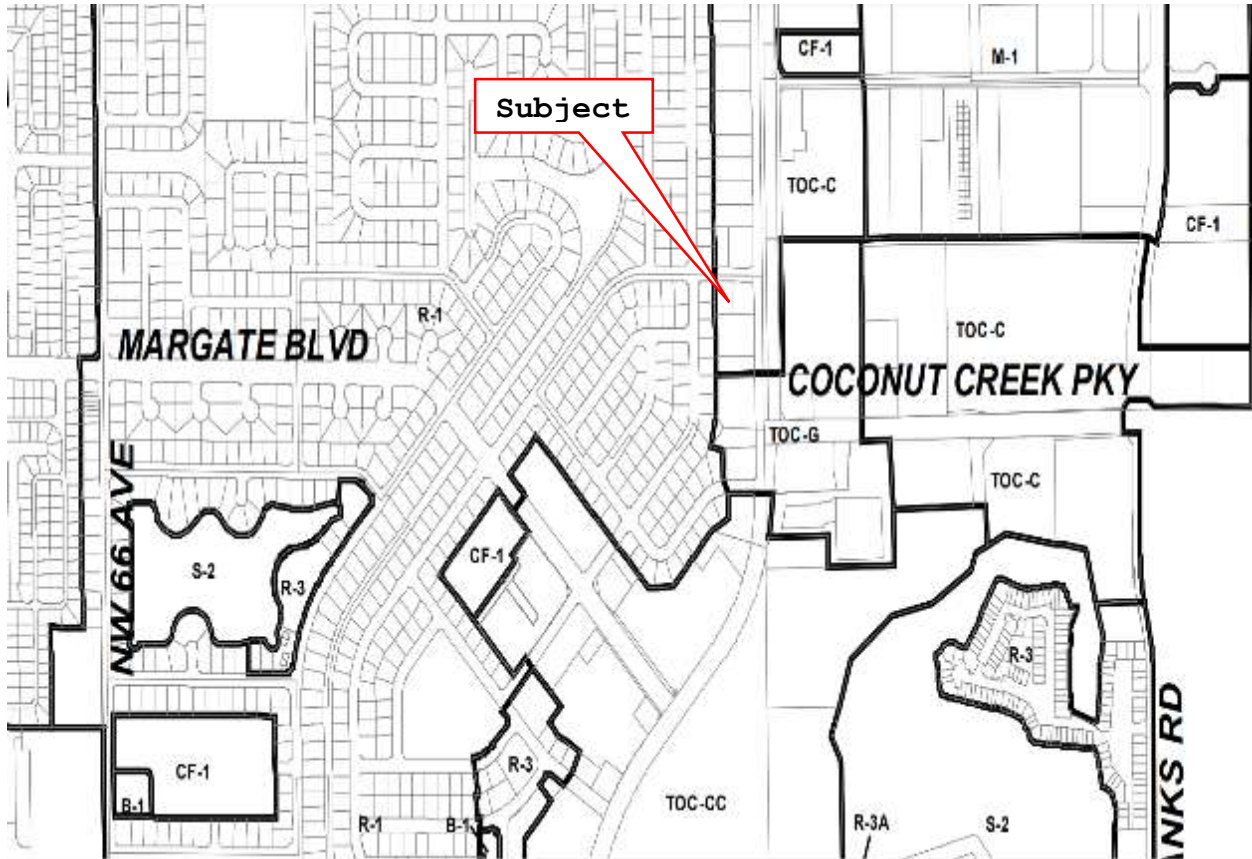 CF-1
M-1
Subject
TOC-C
CF-1
R-1
MARGATE BLVD
TOC-C
COCONUT CREEK PKY
TOC-G
NW 66 AVE
TOC-C
CF-1
S-2
R-3
R-3
CF-1
B-1
R-3
TOC-CC
R-1
B-1
R-3A
S-2
ANKS RD